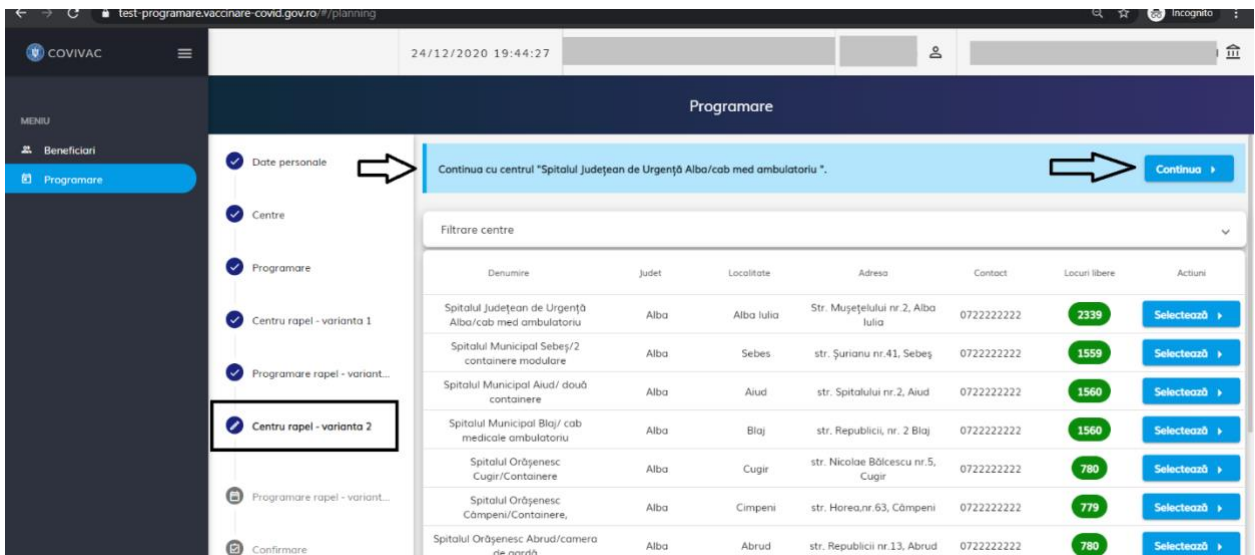 test-programare.vaccinare-covid.gov.ro/#/planning
Incognito
COVIVAC
24/12/2020 19:44:27
Programare
MENIU
Beneficiari
Programare
Date personale
Centre
Programare
Centru rapel - varianta 1
Programare rapel - variant...
Centru rapel - varianta 2
Programare rapel - variant...
Confirmare
Continua cu centrul "Spitalul Județean de Urgență Alba/cab med ambulatoriu ".
Continua
Filtrare centre
Denumire Judet Localitate Adresa Contact Locuri libere Actiuni
Spitalul Județean de Urgență
Alba/cab med ambulatoriu
Alba Alba Iulia
Str. Mușețelului nr.2, Alba
Iulia
0722222222 2339 Selectează
Spitalul Municipal Sebeș/2
containere modulare
Alba Sebes str. Șurianu nr.41, Sebeș 0722222222 1559 Selectează
Spitalul Municipal Aiud/ două
containere
Alba Aiud str. Spitalului nr.2, Aiud 0722222222 1560 Selectează
Spitalul Municipal Blaj/ cab
medicale ambulatoriu
Alba Blaj str. Republicii, nr. 2 Blaj 0722222222 1560 Selectează
Spitalul Orășenesc
Cugir/Containere
Alba Cugir
str. Nicolae Bălcescu nr.5,
Cugir
0722222222 780 Selectează
Spitalul Orășenesc
Câmpeni/Containere,
Alba Cimpeni str. Horea,nr.63, Câmpeni 0722222222 779 Selectează
Spitalul Orășenesc Abrud/camera
de gardă
Alba Abrud str. Republicii nr.13, Abrud 0722222222 780 Selectează